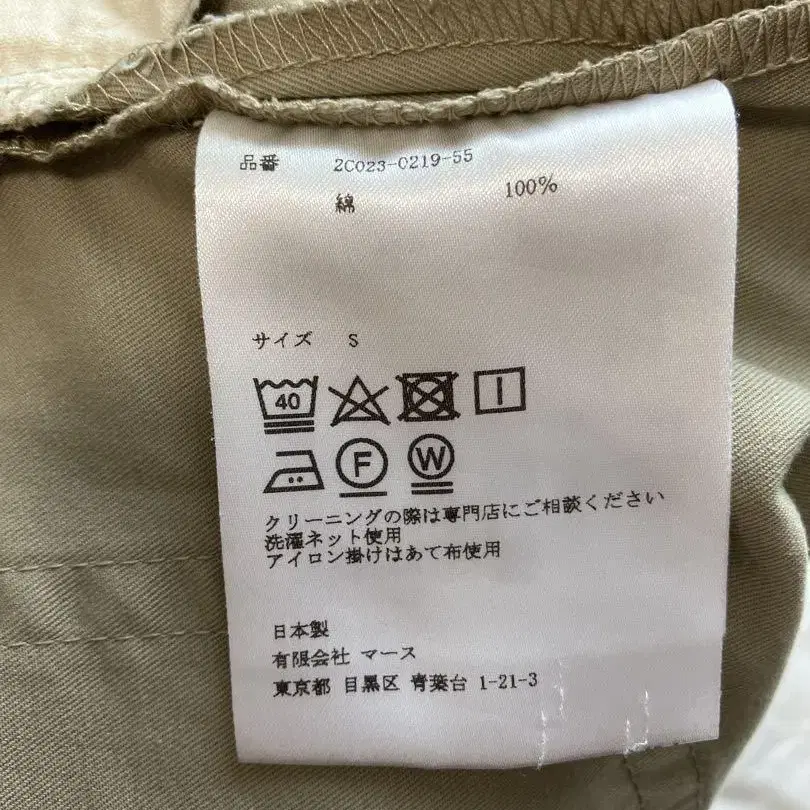 品番 2C023-0219-55
綿 100%
サイズ S
40
F W
クリーニングの際は専門店にご相談ください
洗濯ネット使用
アイロン掛けはあて布使用
日本製
有限会社 マース
東京都 目黒区 青葉台 1-21-3